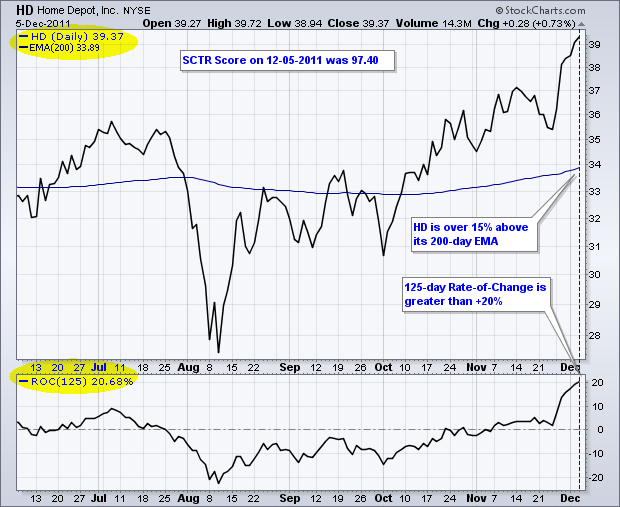 HD Home Depot, Inc. NYSE © StockCharts.com
5-Dec-2011 Open 39.27 High 39.72 Low 38.94 Close 39.37 Volume 14.3M Chg +0.28 (+0.73%)
HD (Daily) 39.37
EMA(200) 33.89
SCTR Score on 12-05-2011 was 97.40
39
38
37
36
35
34
33
32
31
30
29
28
HD is over 15% above
its 200-day EMA
125-day Rate-of-Change is
greater than +20%
13 20 27 Jul 11 18 25 Aug 8 15 22 Sep 6 12 19 26 Oct 10 17 24 Nov 7 14 21 Dec
ROC(125) 20.68%
20
10
0
-10
-20
13 20 27 Jul 11 18 25 Aug 8 15 22 Sep 6 12 19 26 Oct 10 17 24 Nov 7 14 21 Dec